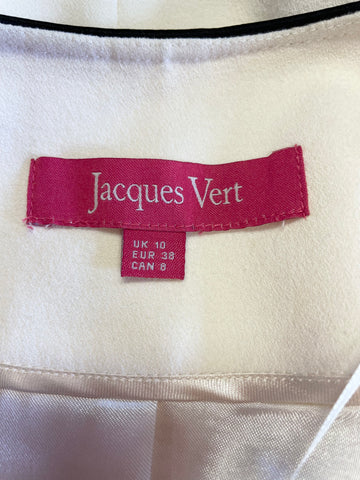 Jacques Vert
UK 10
EUR 38
CAN 8